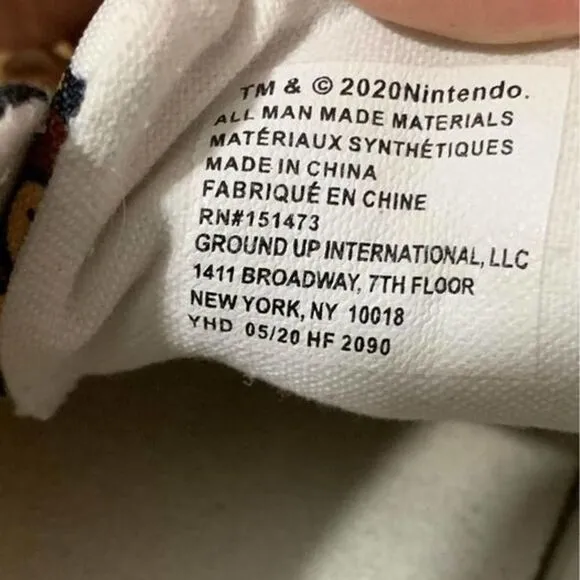 TM & © 2020Nintendo.
ALL MAN MADE MATERIALS
MATÉRIAUX SYNTHÉTIQUES
MADE IN CHINA
FABRIQUÉ EN CHINE
RN#151473
GROUND UP INTERNATIONAL, LLC
1411 BROADWAY, 7TH FLOOR
NEW YORK, NY 10018
YHD 05/20 HF 2090